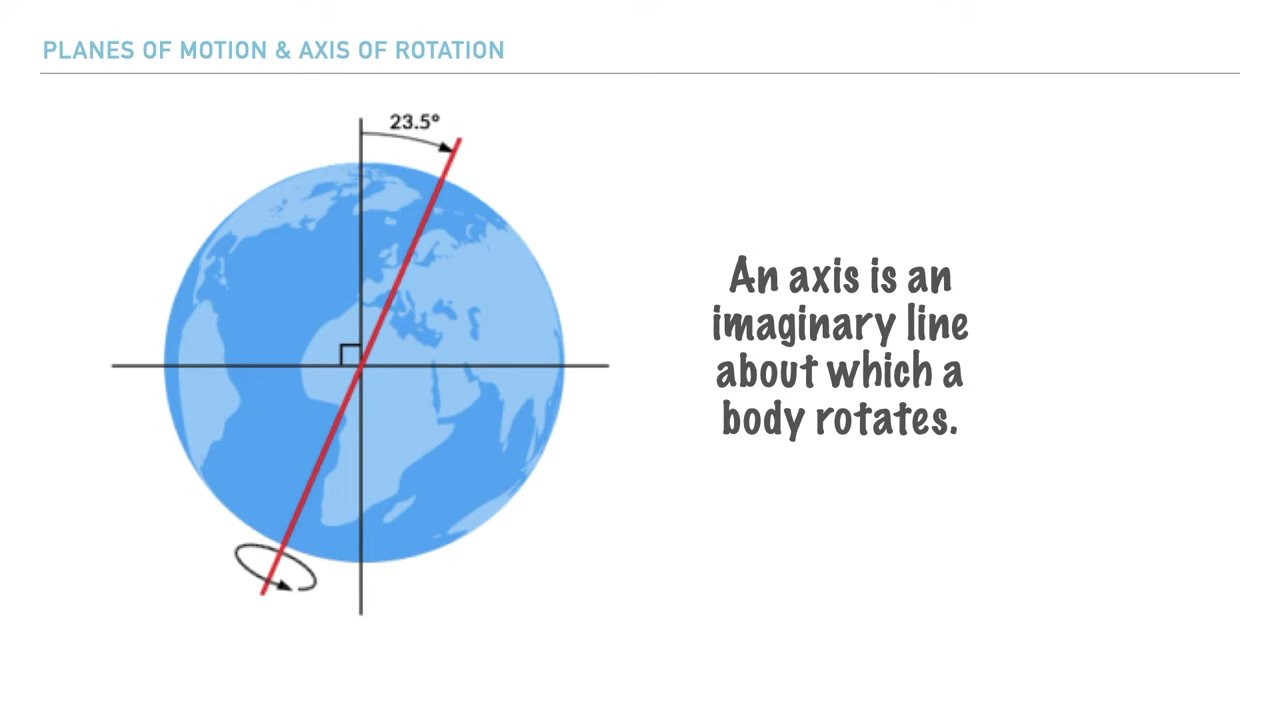 PLANES OF MOTION & AXIS OF ROTATION
23.5°
An axis is an
imaginary line
about which a
body rotates.